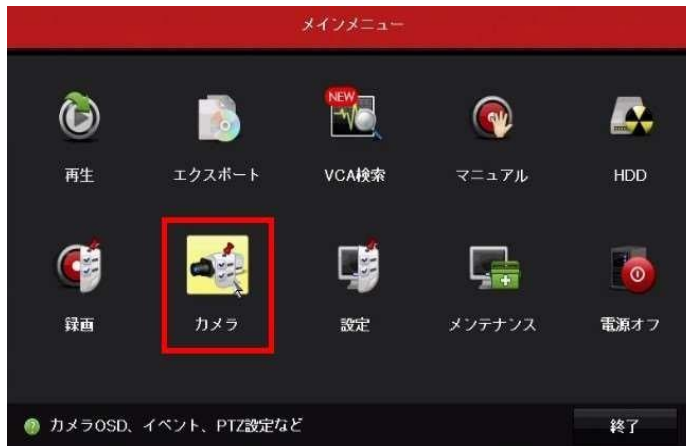 メインメニュー
NEW
再生 エクスポート VCA検索 マニュアル HDD
録画 カメラ 設定 メンテナンス 電源オフ
カメラOSD、イベント、PTZ設定など 終了